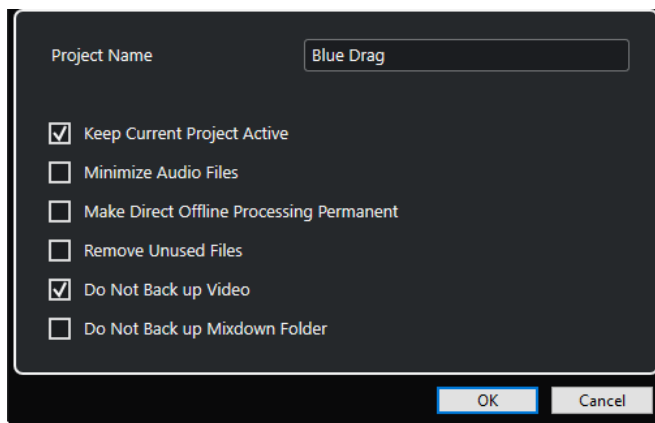 Project Name
Blue Drag
Keep Current Project Active
Minimize Audio Files
Make Direct Offline Processing Permanent
Remove Unused Files
Do Not Back up Video
Do Not Back up Mixdown Folder
OK
Cancel